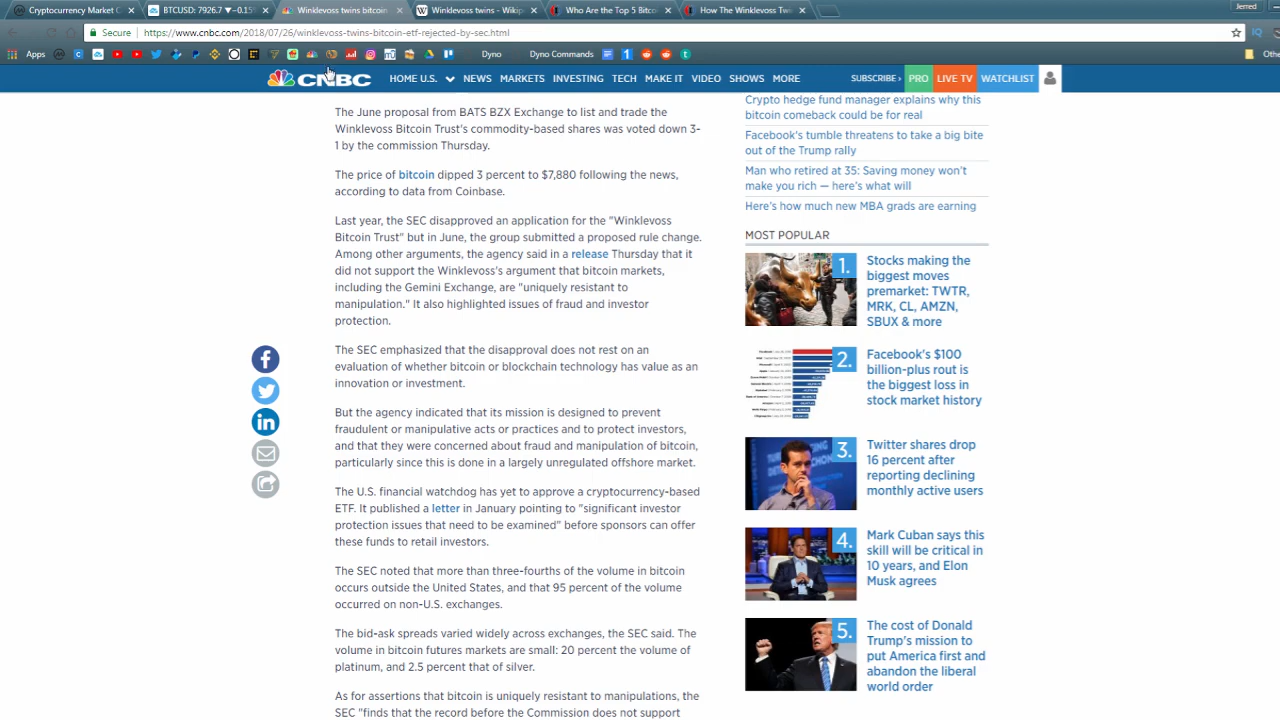 Cryptocurrency Market C
BTCUSD: 7926.7 ▼−0.15%
Winklevoss twins bitcoin
Winklevoss twins - Wikip
Who Are the Top 5 Bitco
How The Winklevoss Twi
Jerred
Secure
https://www.cnbc.com/2018/07/26/winklevoss-twins-bitcoin-etf-rejected-by-sec.html
Apps
Dyno
Dyno Commands
Othe
CNBC
HOME U.S.
NEWS
MARKETS
INVESTING
TECH
MAKE IT
VIDEO
SHOWS
MORE
SUBSCRIBE
PRO
LIVE TV
WATCHLIST
The June proposal from BATS BZX Exchange to list and trade the
Winklevoss Bitcoin Trust's commodity-based shares was voted down 3-
1 by the commission Thursday.
The price of bitcoin dipped 3 percent to $7,880 following the news,
according to data from Coinbase.
Last year, the SEC disapproved an application for the "Winklevoss
Bitcoin Trust" but in June, the group submitted a proposed rule change.
Among other arguments, the agency said in a release Thursday that it
did not support the Winklevoss's argument that bitcoin markets,
including the Gemini Exchange, are "uniquely resistant to
manipulation." It also highlighted issues of fraud and investor
protection.
The SEC emphasized that the disapproval does not rest on an
evaluation of whether bitcoin or blockchain technology has value as an
innovation or investment.
But the agency indicated that its mission is designed to prevent
fraudulent or manipulative acts or practices and to protect investors,
and that they were concerned about fraud and manipulation of bitcoin,
particularly since this is done in a largely unregulated offshore market.
The U.S. financial watchdog has yet to approve a cryptocurrency-based
ETF. It published a letter in January pointing to "significant investor
protection issues that need to be examined" before sponsors can offer
these funds to retail investors.
The SEC noted that more than three-fourths of the volume in bitcoin
occurs outside the United States, and that 95 percent of the volume
occurred on non-U.S. exchanges.
The bid-ask spreads varied widely across exchanges, the SEC said. The
volume in bitcoin futures markets are small: 20 percent the volume of
platinum, and 2.5 percent that of silver.
As for assertions that bitcoin is uniquely resistant to manipulations, the
SEC "finds that the record before the Commission does not support
Crypto hedge fund manager explains why this
bitcoin comeback could be for real
Facebook's tumble threatens to take a big bite
out of the Trump rally
Man who retired at 35: Saving money won't
make you rich — here's what will
Here's how much new MBA grads are earning
MOST POPULAR
1.
Stocks making the
biggest moves
premarket: TWTR,
MRK, CL, AMZN,
SBUX & more
2.
Facebook's $100
billion-plus rout is
the biggest loss in
stock market history
3.
Twitter shares drop
16 percent after
reporting declining
monthly active users
4.
Mark Cuban says this
skill will be critical in
10 years, and Elon
Musk agrees
5.
The cost of Donald
Trump's mission to
put America first and
abandon the liberal
world order